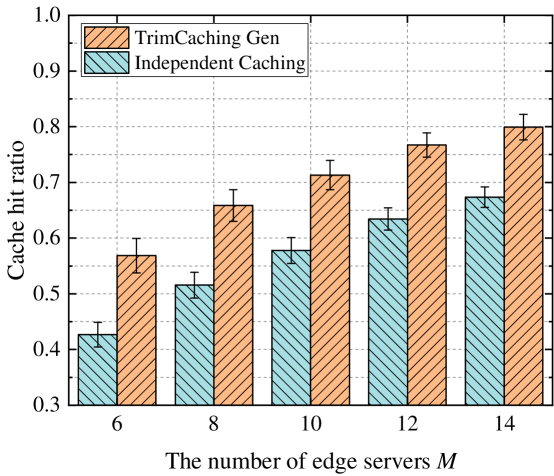 1.0
0.9
0.8
0.7
0.6
0.5
0.4
0.3
Cache hit ratio
TrimCaching Gen
Independent Caching
6 8 10 12 14
The number of edge servers M